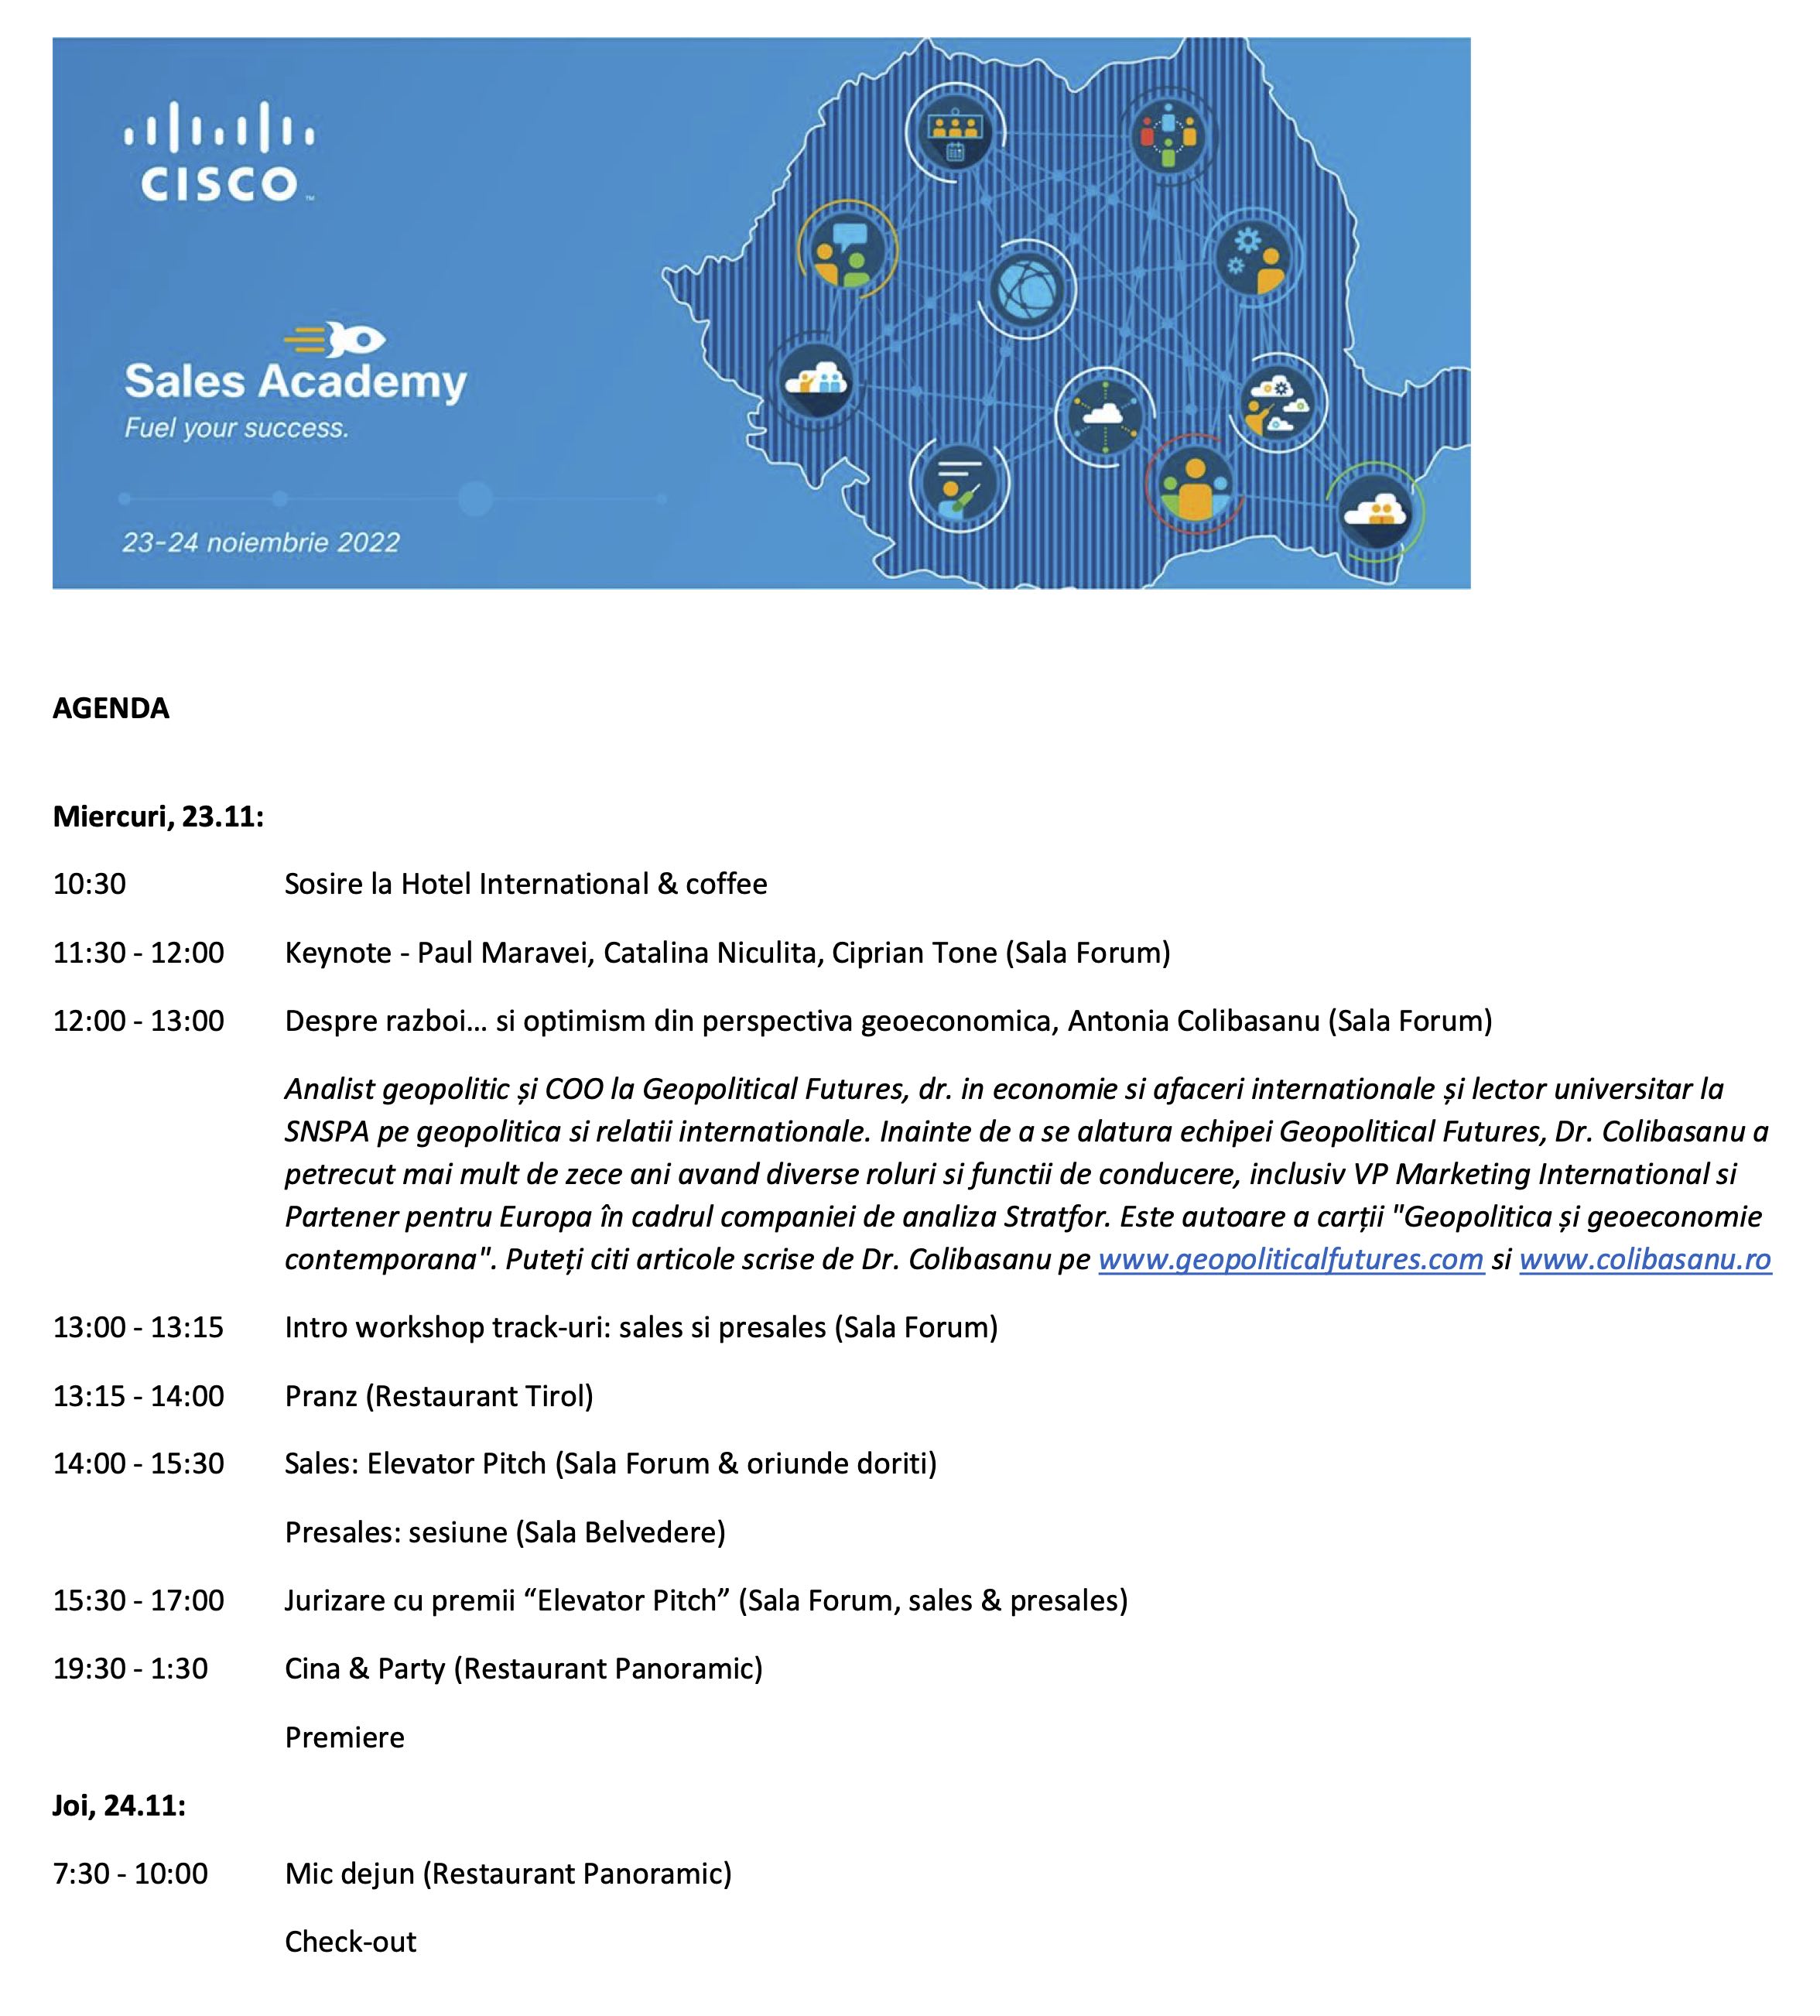 CISCO™
Sales Academy
Fuel your success.
23-24 noiembrie 2022
AGENDA
Miercuri, 23.11:
10:30 Sosire la Hotel International & coffee
11:30 - 12:00 Keynote - Paul Maravei, Catalina Niculita, Ciprian Tone (Sala Forum)
12:00 - 13:00 Despre razboi... si optimism din perspectiva geoeconomica, Antonia Colibasanu (Sala Forum)
Analist geopolitic și COO la Geopolitical Futures, dr. in economie si afaceri internationale și lector universitar la
SNSPA pe geopolitica si relatii internationale. Inainte de a se alatura echipei Geopolitical Futures, Dr. Colibasanu a
petrecut mai mult de zece ani avand diverse roluri si functii de conducere, inclusiv VP Marketing International si
Partener pentru Europa în cadrul companiei de analiza Stratfor. Este autoare a carții "Geopolitica și geoeconomie
contemporana". Puteți citi articole scrise de Dr. Colibasanu pe www.geopoliticalfutures.com si www.colibasanu.ro
13:00 - 13:15 Intro workshop track-uri: sales si presales (Sala Forum)
13:15 - 14:00 Pranz (Restaurant Tirol)
14:00 - 15:30 Sales: Elevator Pitch (Sala Forum & oriunde doriti)
Presales: sesiune (Sala Belvedere)
15:30 - 17:00 Jurizare cu premii “Elevator Pitch” (Sala Forum, sales & presales)
19:30 - 1:30 Cina & Party (Restaurant Panoramic)
Premiere
Joi, 24.11:
7:30 - 10:00 Mic dejun (Restaurant Panoramic)
Check-out